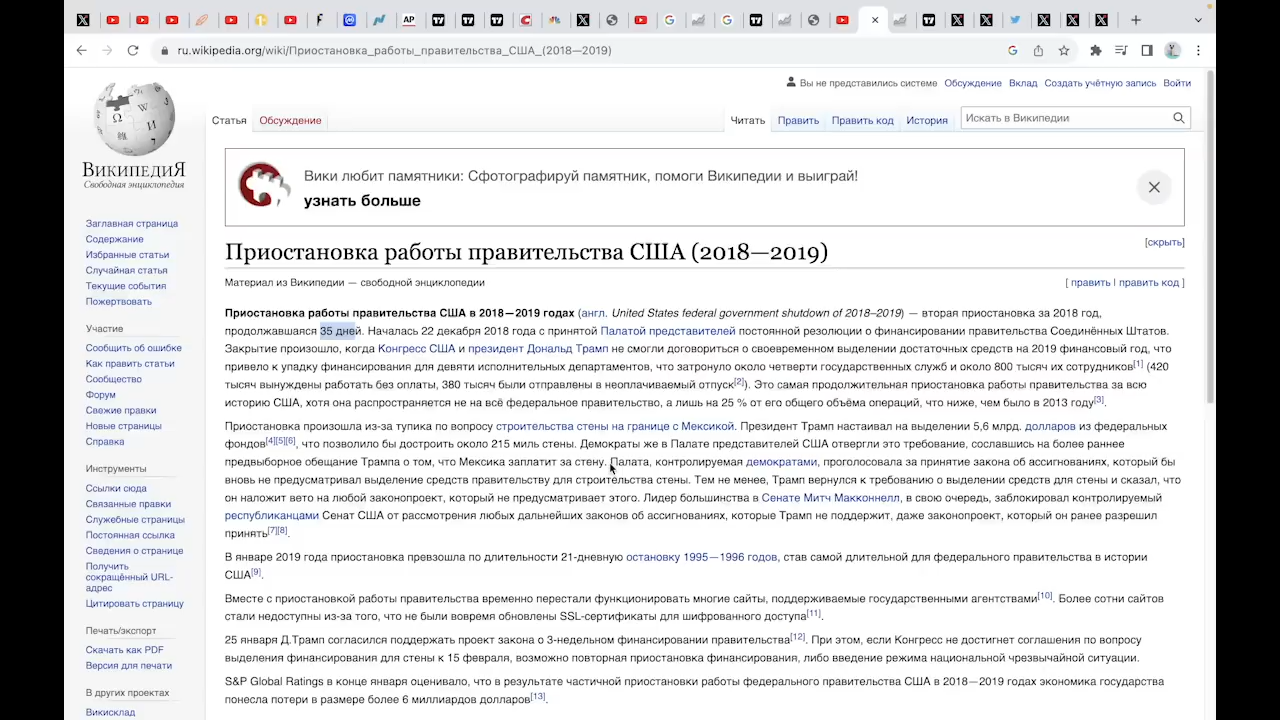 ru.wikipedia.org/wiki/Приостановка_работы_правительства_США_(2018—2019)
Вы не представились системе Обсуждение Вклад Создать учётную запись Войти
Статья Обсуждение Читать Править Править код История Искать в Википедии
ВИКИПЕДИЯ
Свободная энциклопедия
Вики любит памятники: Сфотографируй памятник, помоги Википедии и выиграй!
узнать больше
Заглавная страница
Содержание
Избранные статьи
Случайная статья
Текущие события
Пожертвовать
Участие
Сообщить об ошибке
Как править статьи
Сообщество
Форум
Свежие правки
Новые страницы
Справка
Инструменты
Ссылки сюда
Связанные правки
Служебные страницы
Постоянная ссылка
Сведения о странице
Получить
сокращённый URL-
адрес
Цитировать страницу
Печать/экспорт
Скачать как PDF
Версия для печати
В других проектах
Викисклад
Приостановка работы правительства США (2018—2019)
[скрыть]
Материал из Википедии — свободной энциклопедии [ править | править код ]
Приостановка работы правительства США в 2018—2019 годах (англ. United States federal government shutdown of 2018–2019) — вторая приостановка за 2018 год,
продолжавшаяся 35 дней. Началась 22 декабря 2018 года с принятой Палатой представителей постоянной резолюции о финансировании правительства Соединённых Штатов.
Закрытие произошло, когда Конгресс США и президент Дональд Трамп не смогли договориться о своевременном выделении достаточных средств на 2019 финансовый год, что
привело к упадку финансирования для девяти исполнительных департаментов, что затронуло около четверти государственных служб и около 800 тысяч их сотрудников[1] (420
тысяч вынуждены работать без оплаты, 380 тысяч были отправлены в неоплачиваемый отпуск[2]). Это самая продолжительная приостановка работы правительства за всю
историю США, хотя она распространяется не на всё федеральное правительство, а лишь на 25 % от его общего объёма операций, что ниже, чем было в 2013 году[3].
Приостановка произошла из-за тупика по вопросу строительства стены на границе с Мексикой. Президент Трамп настаивал на выделении 5,6 млрд. долларов из федеральных
фондов[4][5][6], что позволило бы достроить около 215 миль стены. Демократы же в Палате представителей США отвергли это требование, сославшись на более раннее
предвыборное обещание Трампа о том, что Мексика заплатит за стену. Палата, контролируемая демократами, проголосовала за принятие закона об ассигнованиях, который бы
вновь не предусматривал выделение средств правительству для строительства стены. Тем не менее, Трамп вернулся к требованию о выделении средств для стены и сказал, что
он наложит вето на любой законопроект, который не предусматривает этого. Лидер большинства в Сенате Митч Макконнелл, в свою очередь, заблокировал контролируемый
республиканцами Сенат США от рассмотрения любых дальнейших законов об ассигнованиях, которые Трамп не поддержит, даже законопроект, который он ранее разрешил
принять[7][8].
В январе 2019 года приостановка превзошла по длительности 21-дневную остановку 1995—1996 годов, став самой длительной для федерального правительства в истории
США[9].
Вместе с приостановкой работы правительства временно перестали функционировать многие сайты, поддерживаемые государственными агентствами[10]. Более сотни сайтов
стали недоступны из-за того, что не были вовремя обновлены SSL-сертификаты для шифрованного доступа[11].
25 января Д.Трамп согласился поддержать проект закона о 3-недельном финансировании правительства[12]. При этом, если Конгресс не достигнет соглашения по вопросу
выделения финансирования для стены к 15 февраля, возможно повторная приостановка финансирования, либо введение режима национальной чрезвычайной ситуации.
S&P Global Ratings в конце января оценивало, что в результате частичной приостановки работы федерального правительства США в 2018—2019 годах экономика государства
понесла потери в размере более 6 миллиардов долларов[13].